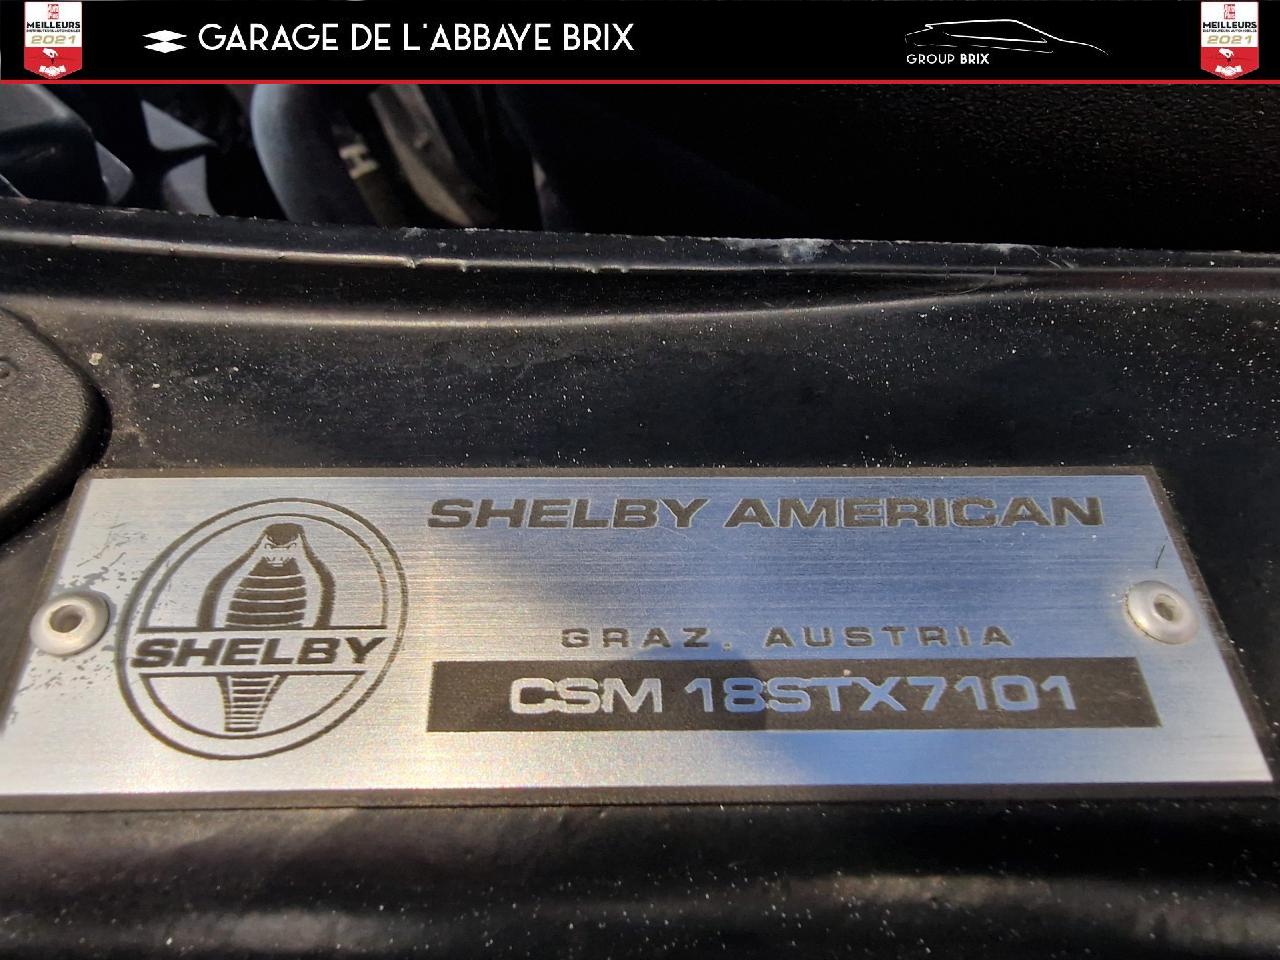 MEILLEURS
2021
GARAGE DE L'ABBAYE BRIX
GROUP BRIX
MEILLEURS
2021
H
SHELBY AMERICAN
SHELBY
GRAZ, AUSTRIA
CSM 18STX7101